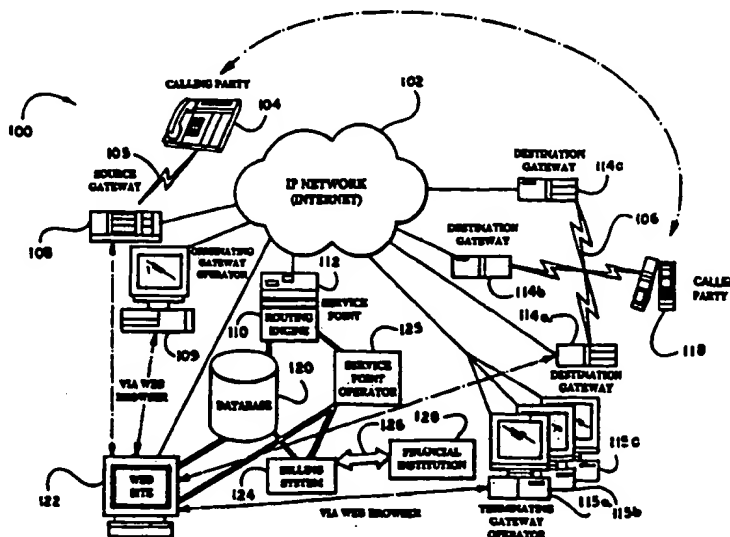 CALLING PARTY
104
102
100
105
SOURCE
GATEWAY
DESTINATION
GATEWAY
114c
IP NETWORK
(INTERNET)
106
108
ORIGINATING GATEWAY
OPERATOR
112
DESTINATION
GATEWAY
114b
CALLED
PARTY
118
SERVICE
POINT
110
ROUTING
ENGINE
125
114a
109
120
SERVICE
POINT
OPERATOR
DESTINATION
GATEWAY
VIA WEB
BROWSER
DATABASE
126
128
115c
122
WEB
SITE
124
BILLING
SYSTEM
FINANCIAL
INSTITUTION
115a
115b
VIA WEB BROWSER
TERMINATING
GATEWAY
OPERATOR